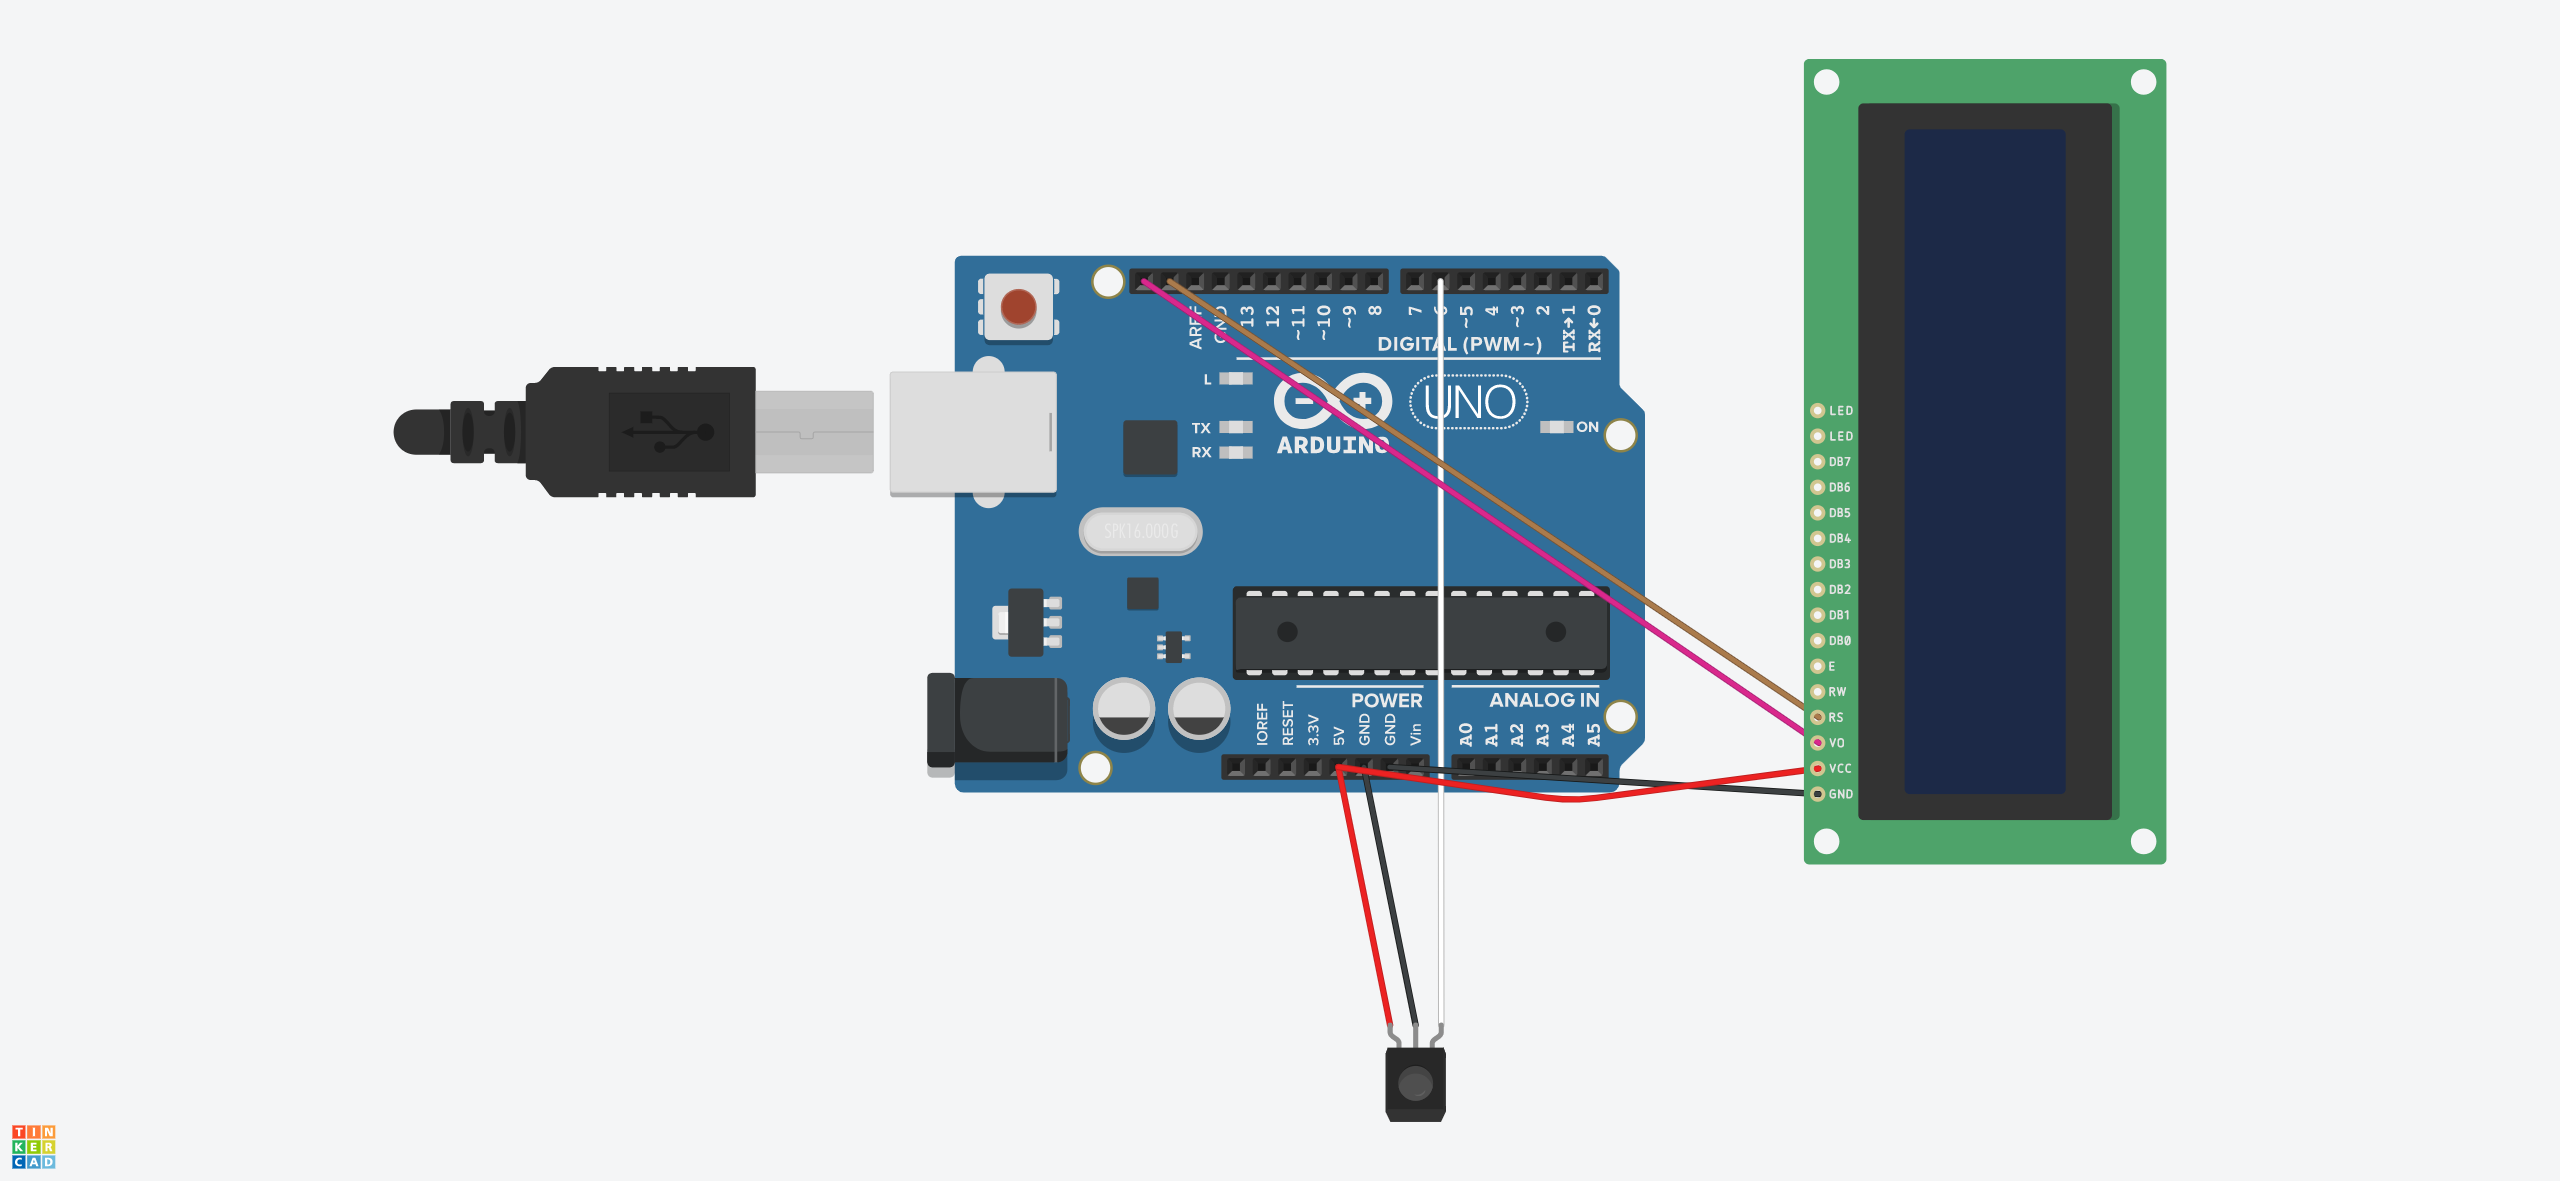 AREF
GND
13
12
~11
~10
~9
8
7
6
~5
4
~3
2
TX→1
RX←0
DIGITAL (PWM~)
L
TX
RX
ARDUINO
UNO
ON
SPK16.000G
POWER
ANALOG IN
IOREF
RESET
3.3V
5V
GND
GND
Vin
A0
A1
A2
A3
A4
A5
LED
LED
DB7
DB6
DB5
DB4
DB3
DB2
DB1
DB0
E
RW
RS
VO
VCC
GND
TIN
KER
CAD